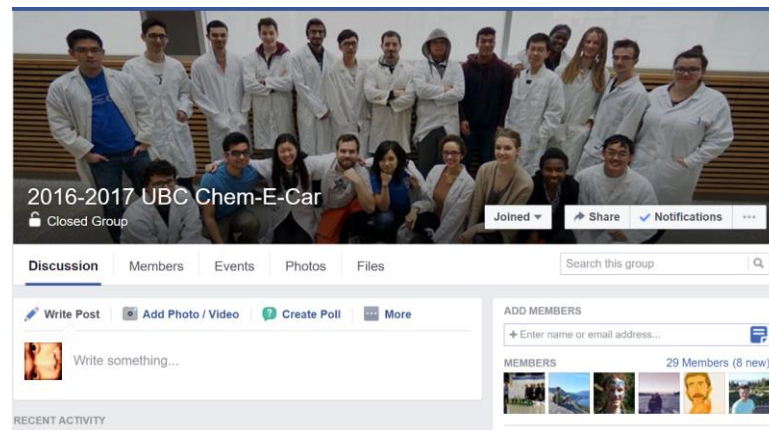 2016-2017 UBC Chem-E-Car
Closed Group
Joined
Share
Notifications
Discussion
Members
Events
Photos
Files
Search this group
Write Post
Add Photo / Video
Create Poll
More
Write something...
RECENT ACTIVITY
ADD MEMBERS
+ Enter name or email address...
MEMBERS
29 Members (8 new)